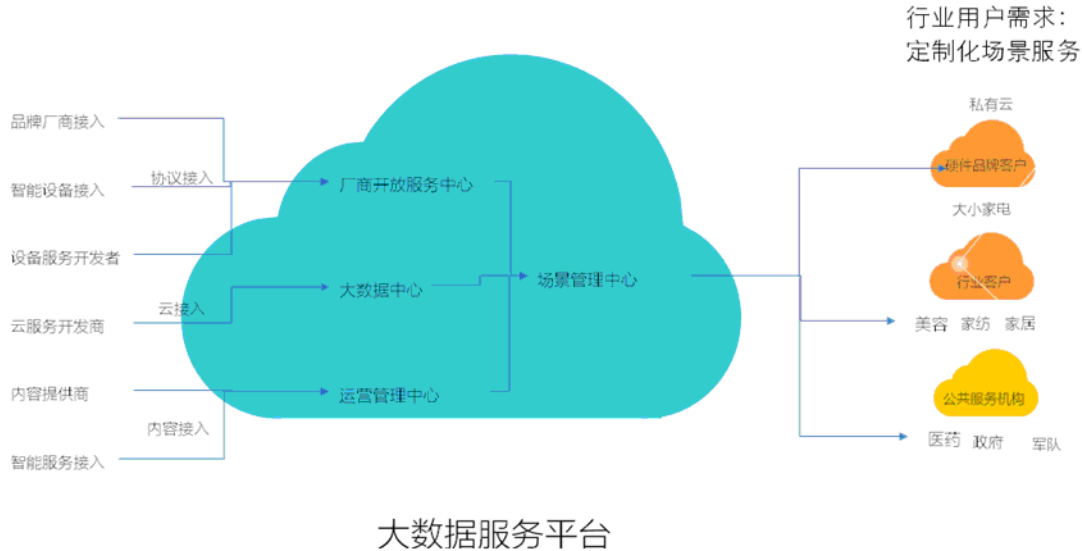 行业用户需求：
定制化场景服务
私有云
品牌厂商接入
硬件品牌客户
协议接入
厂商开放服务中心
智能设备接入
大小家电
设备服务开发者
场景管理中心
行业客户
大数据中心
云接入
云服务开发商
美容 家纺 家居
内容提供商
运营管理中心
公共服务机构
内容接入
医药 政府 军队
智能服务接入
大数据服务平台